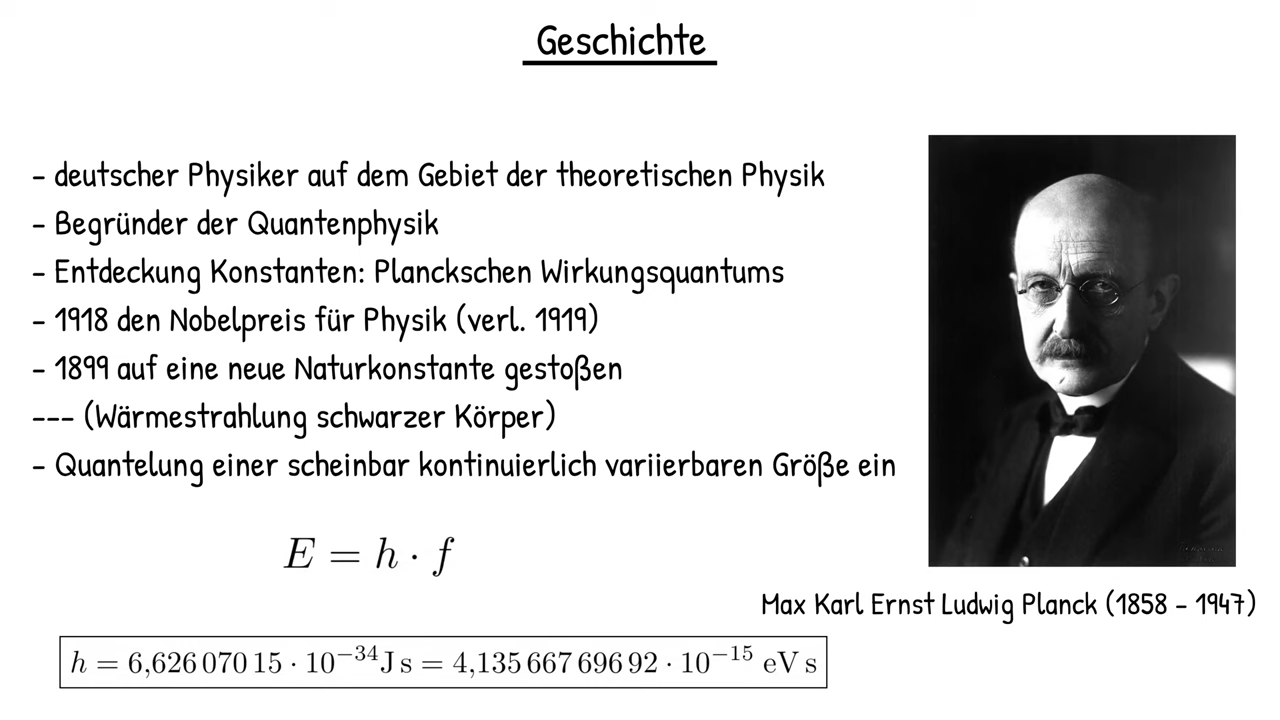 Geschichte
- deutscher Physiker auf dem Gebiet der theoretischen Physik
- Begründer der Quantenphysik
- Entdeckung Konstanten: Planckschen Wirkungsquantums
- 1918 den Nobelpreis für Physik (verl. 1919)
- 1899 auf eine neue Naturkonstante gestoßen
--- (Wärmestrahlung schwarzer Körper)
- Quantelung einer scheinbar kontinuierlich variierbaren Größe ein
E = h · f
Max Karl Ernst Ludwig Planck (1858 - 1947)
h = 6,626 070 15 · 10⁻³⁴ J s = 4,135 667 696 92 · 10⁻¹⁵ eV s